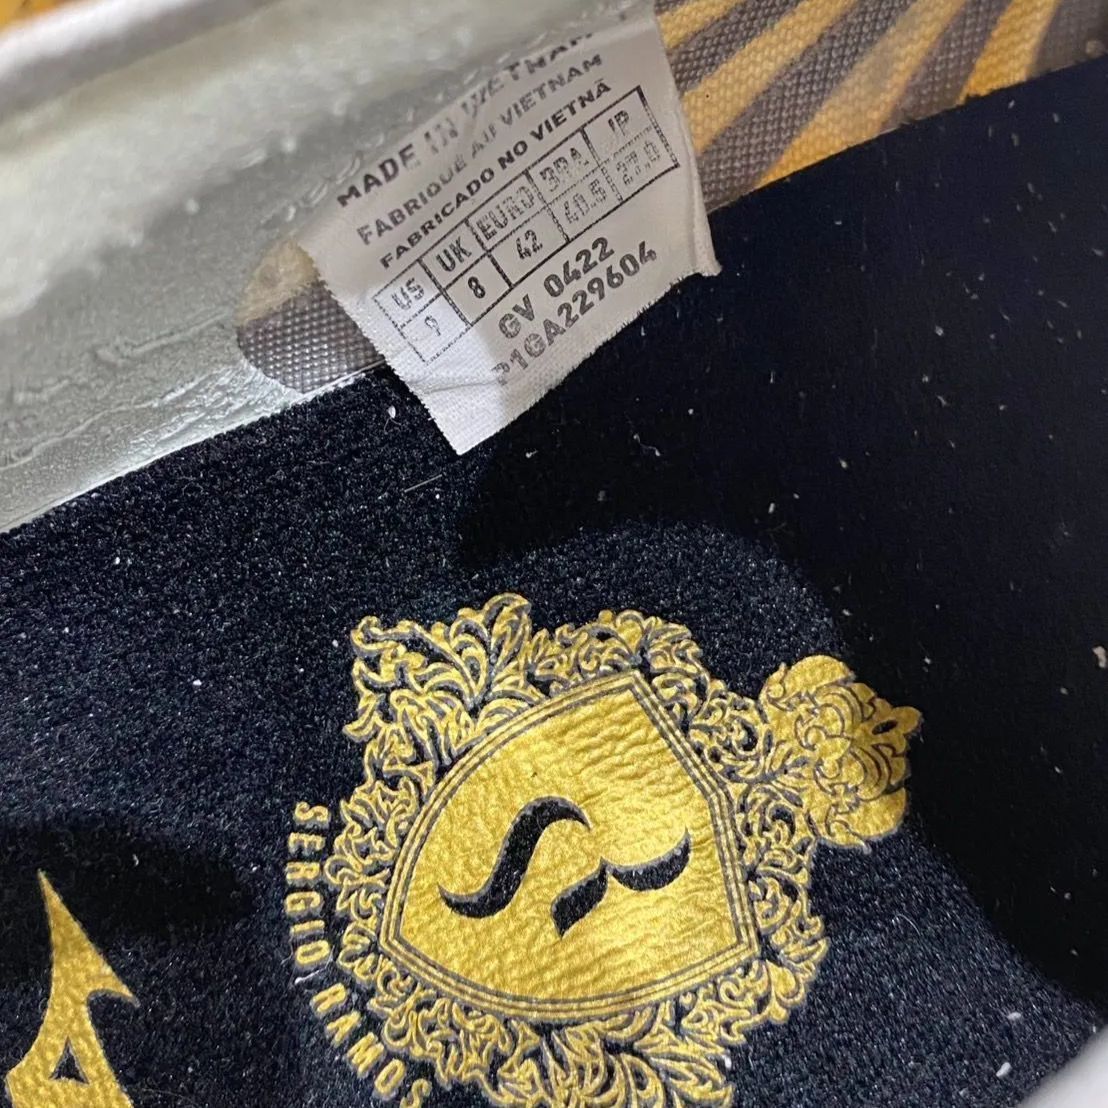 MADE IN VIETNAM
FABRIQUE AU VIETNAM
FABRICADO NO VIETNÃ
US UK EURO BRA JP
9 8 42 40.5 27.0
GV 0422
P1GA229604
SERGIO RAMOS